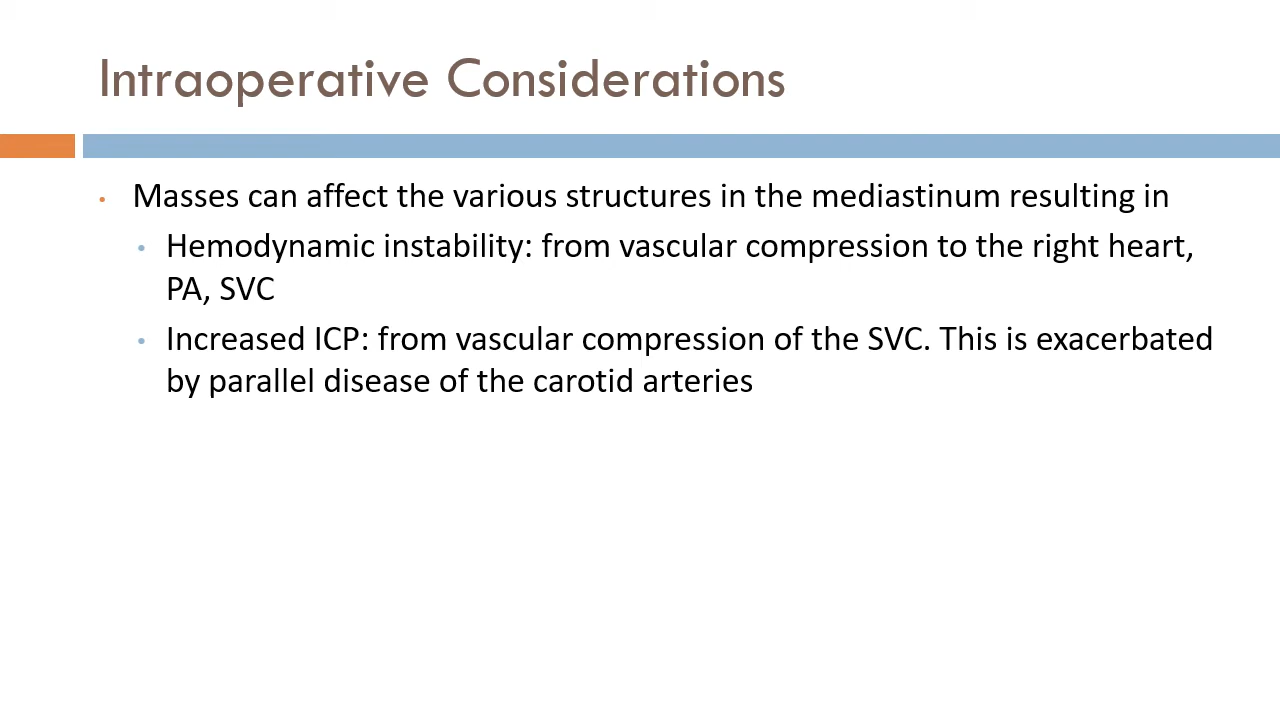 Intraoperative Considerations
• Masses can affect the various structures in the mediastinum resulting in
• Hemodynamic instability: from vascular compression to the right heart,
PA, SVC
• Increased ICP: from vascular compression of the SVC. This is exacerbated
by parallel disease of the carotid arteries